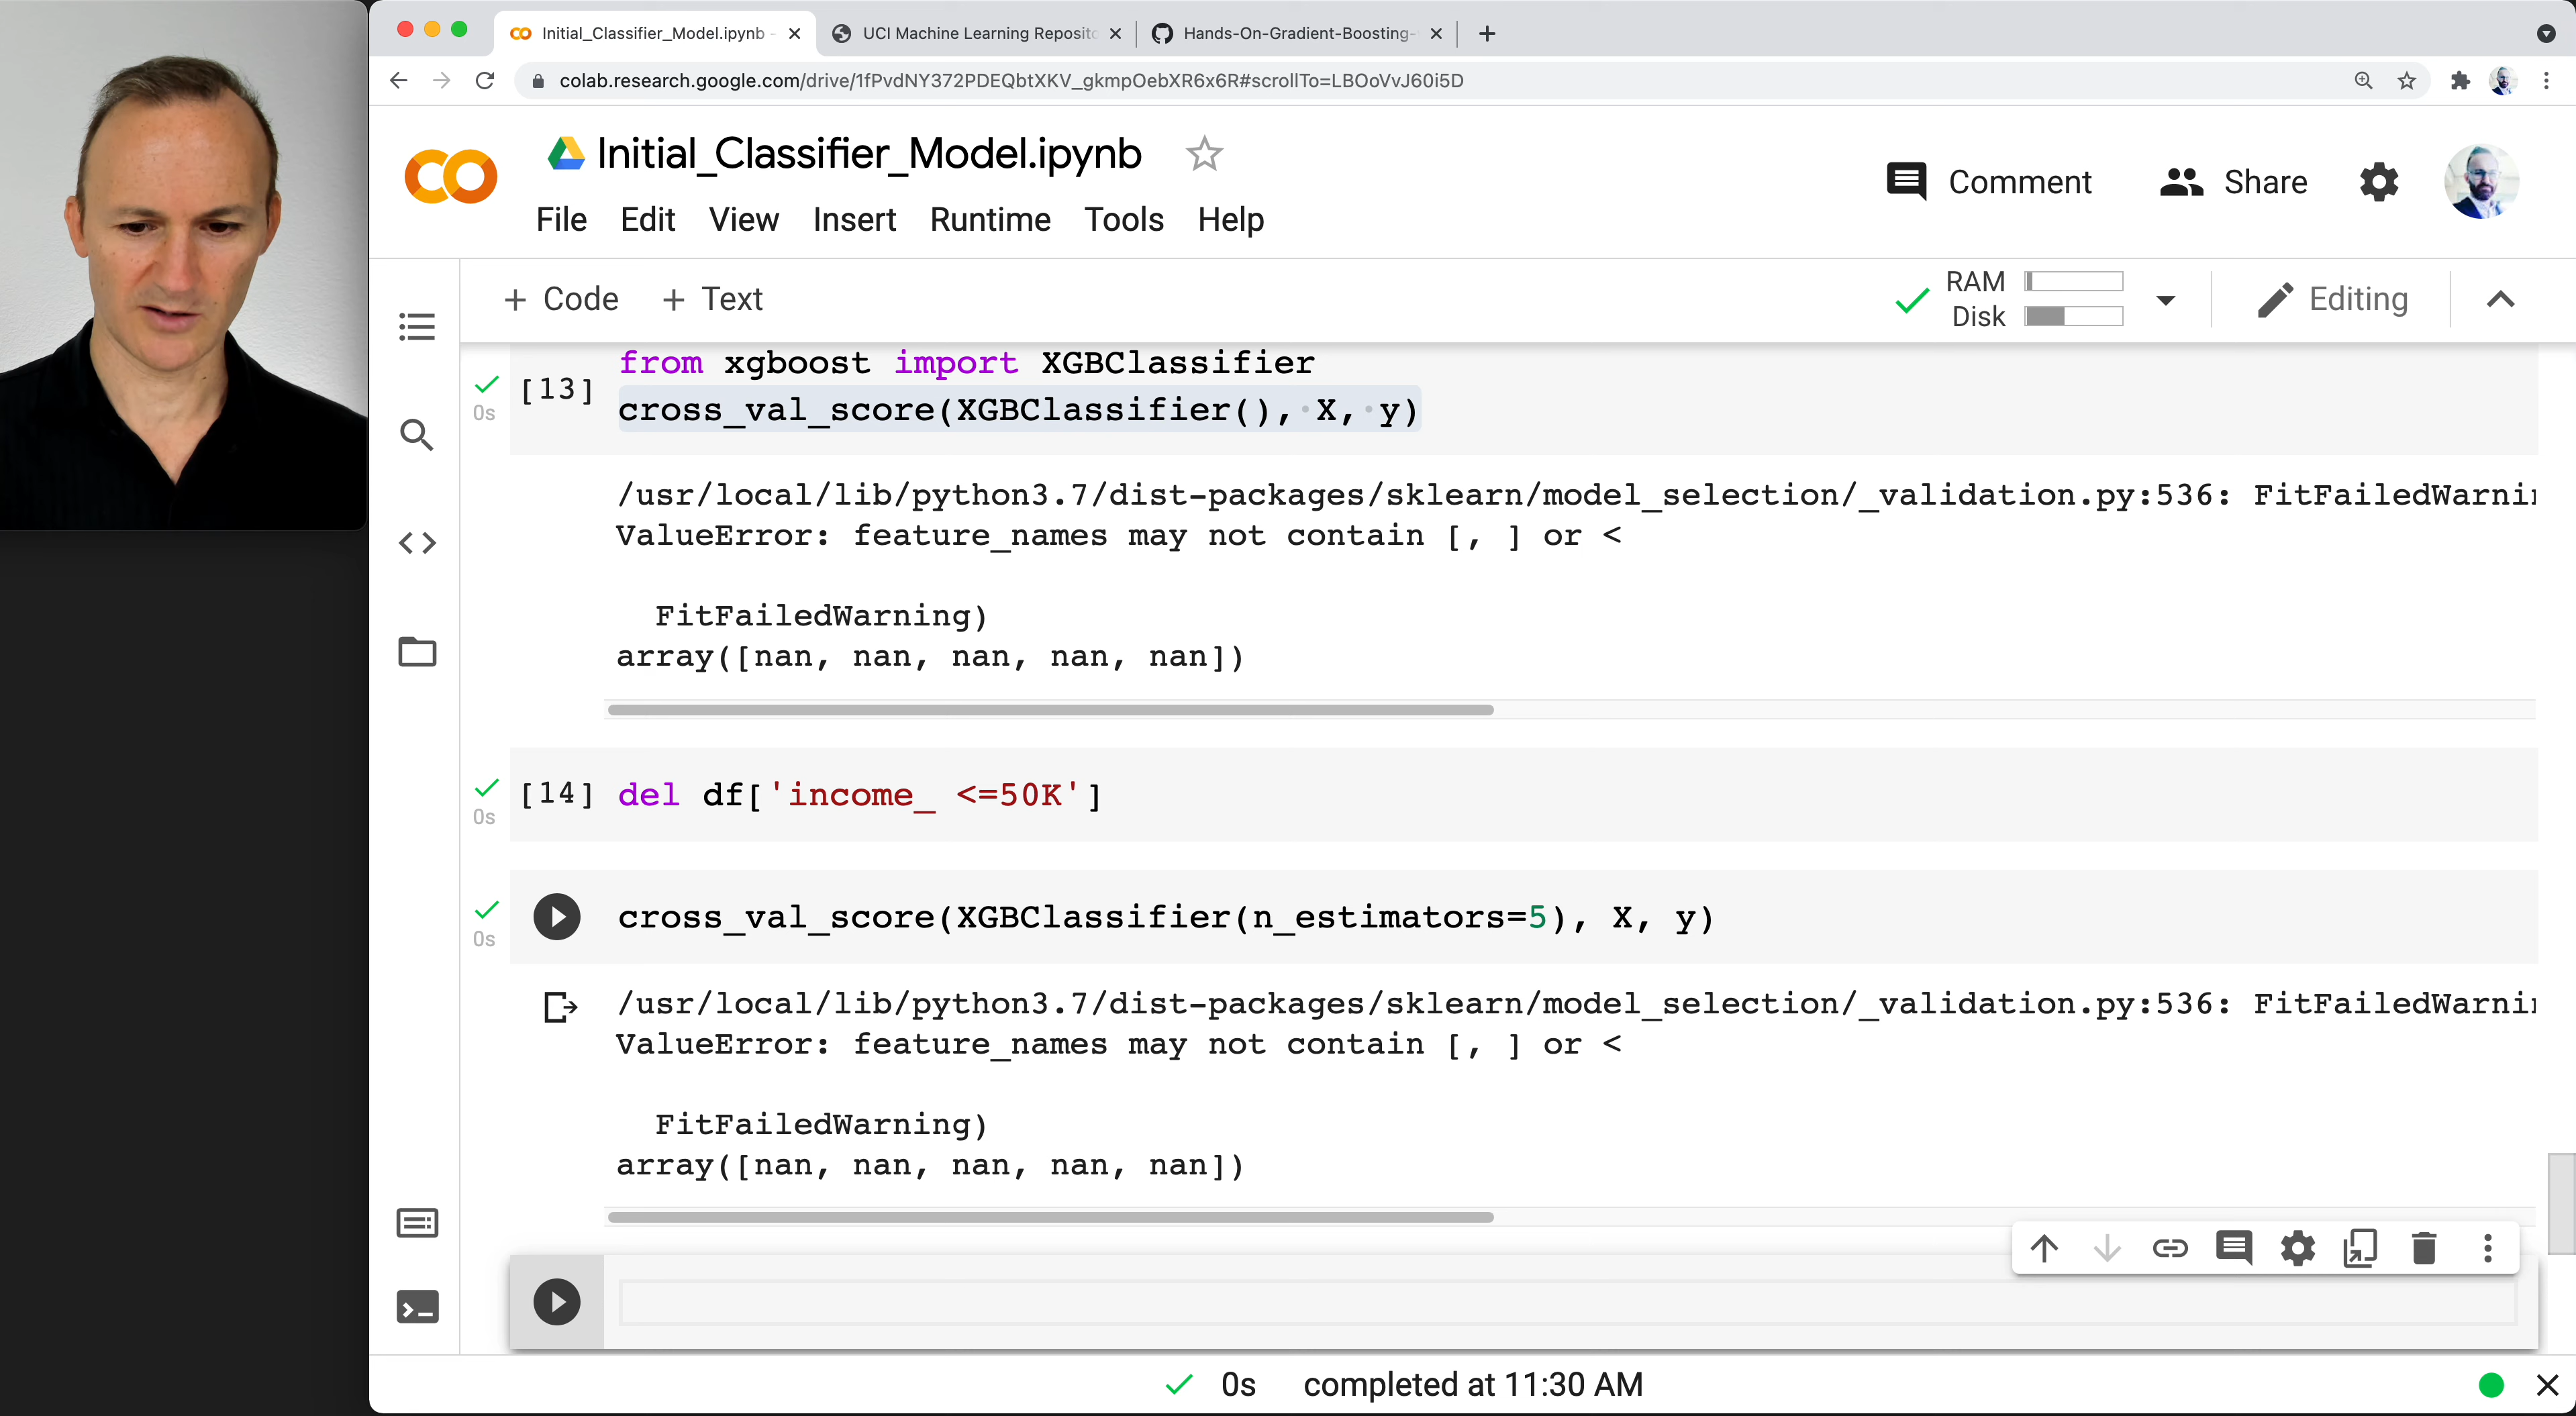 Initial_Classifier_Model.ipynb -
UCI Machine Learning Reposito
Hands-On-Gradient-Boosting-
colab.research.google.com/drive/1fPvdNY372PDEQbtXKV_gkmpOebXR6x6R#scrollTo=LBOoVvJ60i5D
Initial_Classifier_Model.ipynb
Comment
Share
File Edit View Insert Runtime Tools Help
+ Code + Text
RAM
Disk
Editing
from xgboost import XGBClassifier
[13]
0s
cross_val_score(XGBClassifier(), X, y)
/usr/local/lib/python3.7/dist-packages/sklearn/model_selection/_validation.py:536: FitFailedWarnin
ValueError: feature_names may not contain [, ] or <
FitFailedWarning)
array([nan, nan, nan, nan, nan])
[14] del df['income_ <=50K']
0s
cross_val_score(XGBClassifier(n_estimators=5), X, y)
0s
/usr/local/lib/python3.7/dist-packages/sklearn/model_selection/_validation.py:536: FitFailedWarnin
ValueError: feature_names may not contain [, ] or <
FitFailedWarning)
array([nan, nan, nan, nan, nan])
0s completed at 11:30 AM